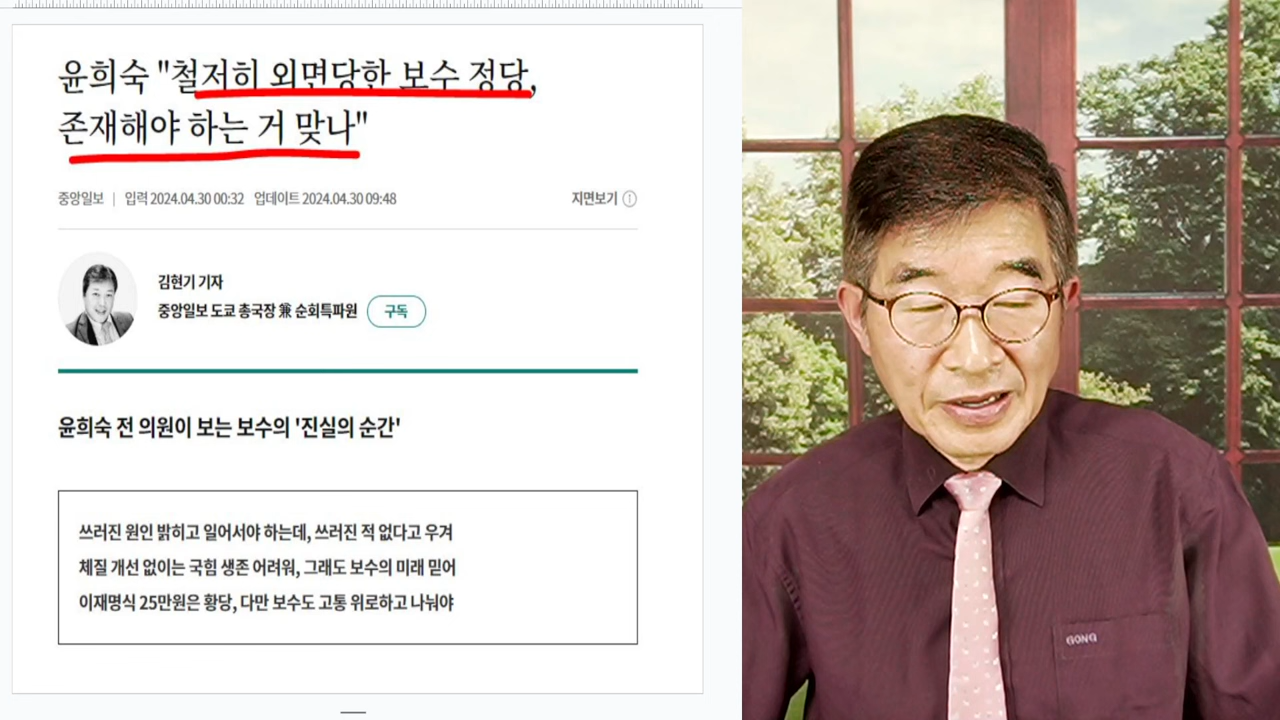 윤희숙 "철저히 외면당한 보수 정당,
존재해야 하는 거 맞나"
중앙일보 | 입력 2024.04.30 00:32 업데이트 2024.04.30 09:48 지면보기
김현기 기자
중앙일보 도쿄 총국장 兼 순회특파원 구독
윤희숙 전 의원이 보는 보수의 '진실의 순간'
쓰러진 원인 밝히고 일어서야 하는데, 쓰러진 적 없다고 우겨
체질 개선 없이는 국힘 생존 어려워, 그래도 보수의 미래 믿어
이재명식 25만원은 황당, 다만 보수도 고통 위로하고 나눠야
GONG